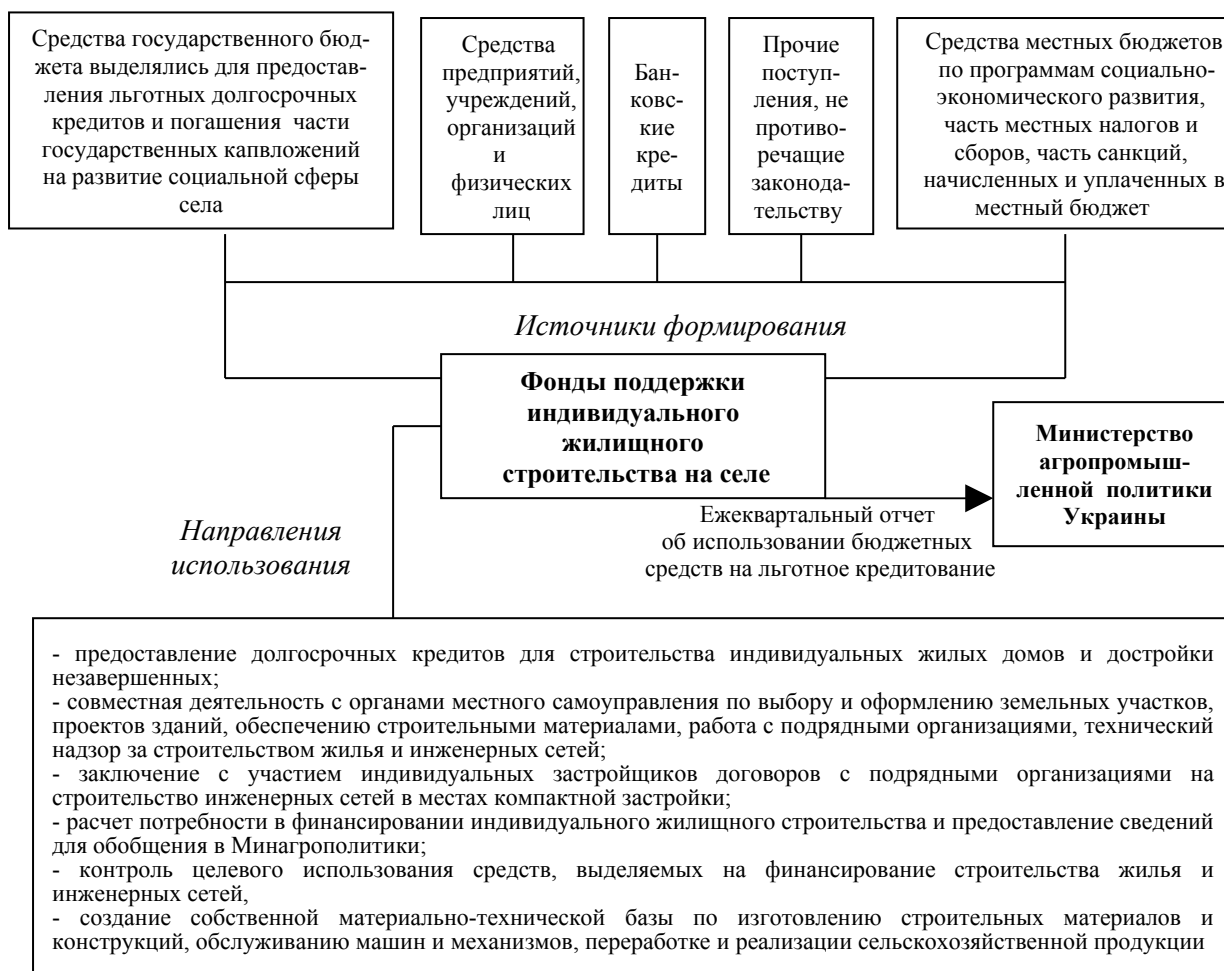 Средства государственного бюд-
жета выделялись для предостав-
ления льготных долгосрочных
кредитов и погашения части
государственных капвложений
на развитие социальной сферы
села
Средства
предприятий,
учреждений,
организаций
и
физических
лиц
Бан-
ковс-
кие
кре-
диты
Прочие
поступ-
ления, не
противо-
речащие
законода-
тельству
Средства местных бюджетов
по программам социально-
экономического развития,
часть местных налогов и
сборов, часть санкций,
начисленных и уплаченных в
местный бюджет
Источники формирования
Фонды поддержки
индивидуального
жилищного
строительства на селе
Министерство
агропромыш-
ленной политики
Украины
Ежеквартальный отчет
об использовании бюджетных
средств на льготное кредитование
Направления
использования
- предоставление долгосрочных кредитов для строительства индивидуальных жилых домов и достройки
незавершенных;
- совместная деятельность с органами местного самоуправления по выбору и оформлению земельных участков,
проектов зданий, обеспечению строительными материалами, работа с подрядными организациями, технический
надзор за строительством жилья и инженерных сетей;
- заключение с участием индивидуальных застройщиков договоров с подрядными организациями на
строительство инженерных сетей в местах компактной застройки;
- расчет потребности в финансировании индивидуального жилищного строительства и предоставление сведений
для обобщения в Минагрополитики;
- контроль целевого использования средств, выделяемых на финансирование строительства жилья и
инженерных сетей,
- создание собственной материально-технической базы по изготовлению строительных материалов и
конструкций, обслуживанию машин и механизмов, переработке и реализации сельскохозяйственной продукции